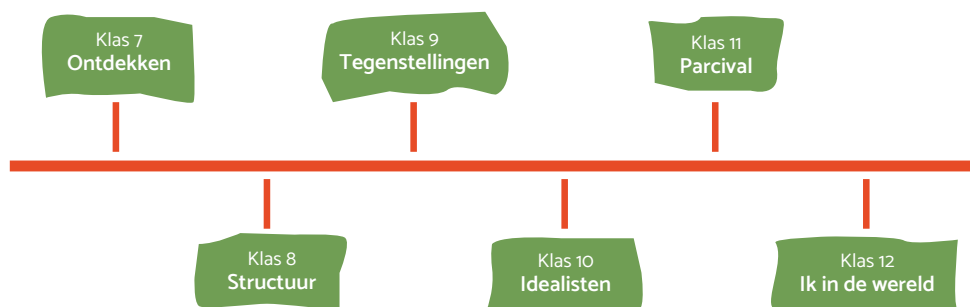 Klas 7
Ontdekken
Klas 9
Tegenstellingen
Klas 11
Parcival
Klas 8
Structuur
Klas 10
Idealisten
Klas 12
Ik in de wereld